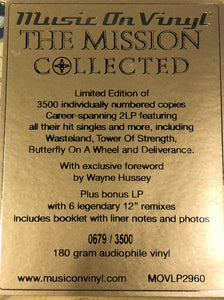 Music On Vinyl
THE MISSION
COLLECTED
Limited Edition of
3500 individually numbered copies
Career-spanning 2LP featuring
all their hit singles and more, including
Wasteland, Tower Of Strength,
Butterfly On A Wheel and Deliverance.
With exclusive foreword
by Wayne Hussey
Plus bonus LP
with 6 legendary 12" remixes
Includes booklet with liner notes and photos
0679 / 3500
180 gram audiophile vinyl
www.musiconvinyl.com MOVLP2960